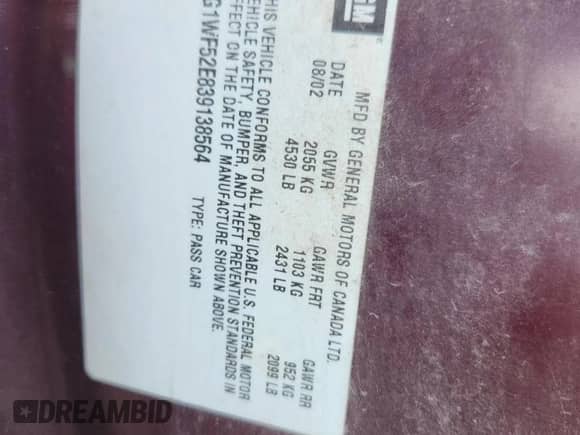 GM
MFD BY GENERAL MOTORS OF CANADA LTD.
DATE GVWR GAWR FRT GAWR RR
08/02 2055 KG 1103 KG 952 KG
4530 LB 2431 LB 2099 LB
THIS VEHICLE CONFORMS TO ALL APPLICABLE U.S. FEDERAL MOTOR
VEHICLE SAFETY, BUMPER, AND THEFT PREVENTION STANDARDS IN
EFFECT ON THE DATE OF MANUFACTURE SHOWN ABOVE.
G1WF52E839138564 TYPE: PASS CAR
DREAMBID